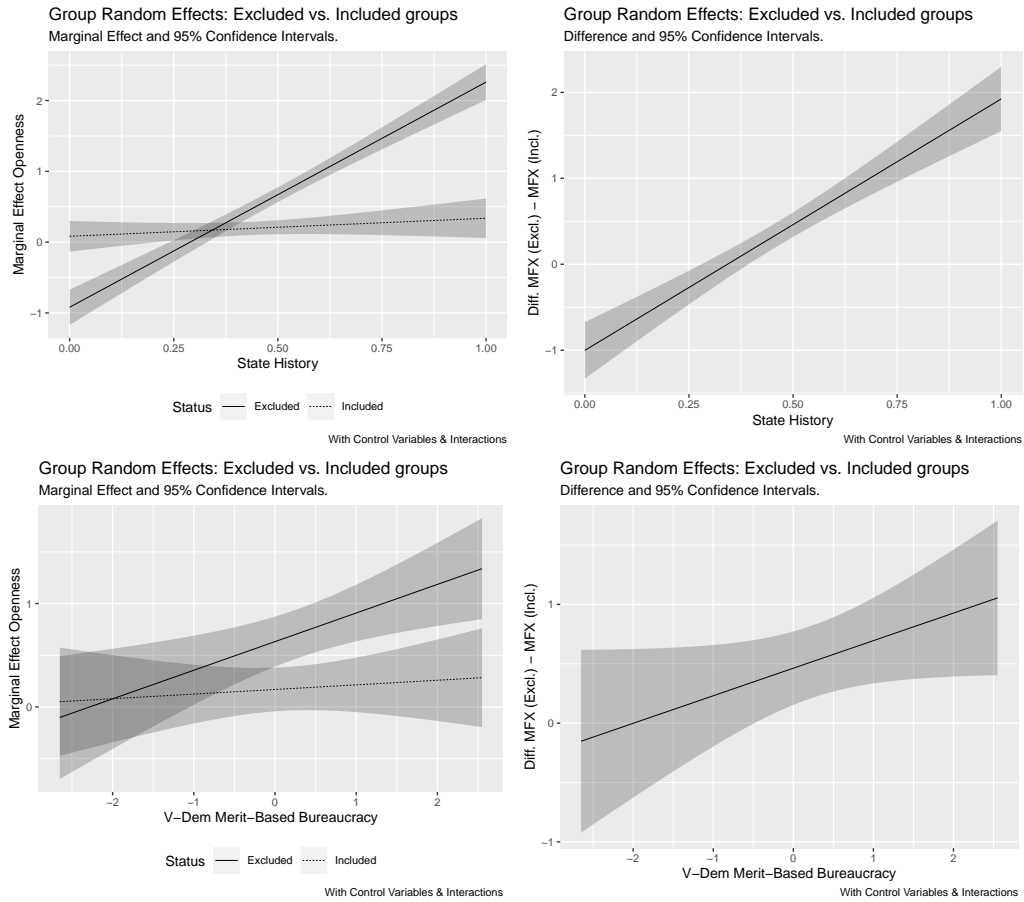 Group Random Effects: Excluded vs. Included groups
Marginal Effect and 95% Confidence Intervals.
Marginal Effect Openness
2
1
0
−1
0.00 0.25 0.50 0.75 1.00
State History
Status Excluded Included
With Control Variables & Interactions
Group Random Effects: Excluded vs. Included groups
Difference and 95% Confidence Intervals.
Diff. MFX (Excl.) − MFX (Incl.)
2
1
0
−1
0.00 0.25 0.50 0.75 1.00
State History
With Control Variables & Interactions
Group Random Effects: Excluded vs. Included groups
Marginal Effect and 95% Confidence Intervals.
Marginal Effect Openness
1
0
−2 −1 0 1 2
V−Dem Merit−Based Bureaucracy
Status Excluded Included
With Control Variables & Interactions
Group Random Effects: Excluded vs. Included groups
Difference and 95% Confidence Intervals.
Diff. MFX (Excl.) − MFX (Incl.)
1
0
−1
−2 −1 0 1 2
V−Dem Merit−Based Bureaucracy
With Control Variables & Interactions